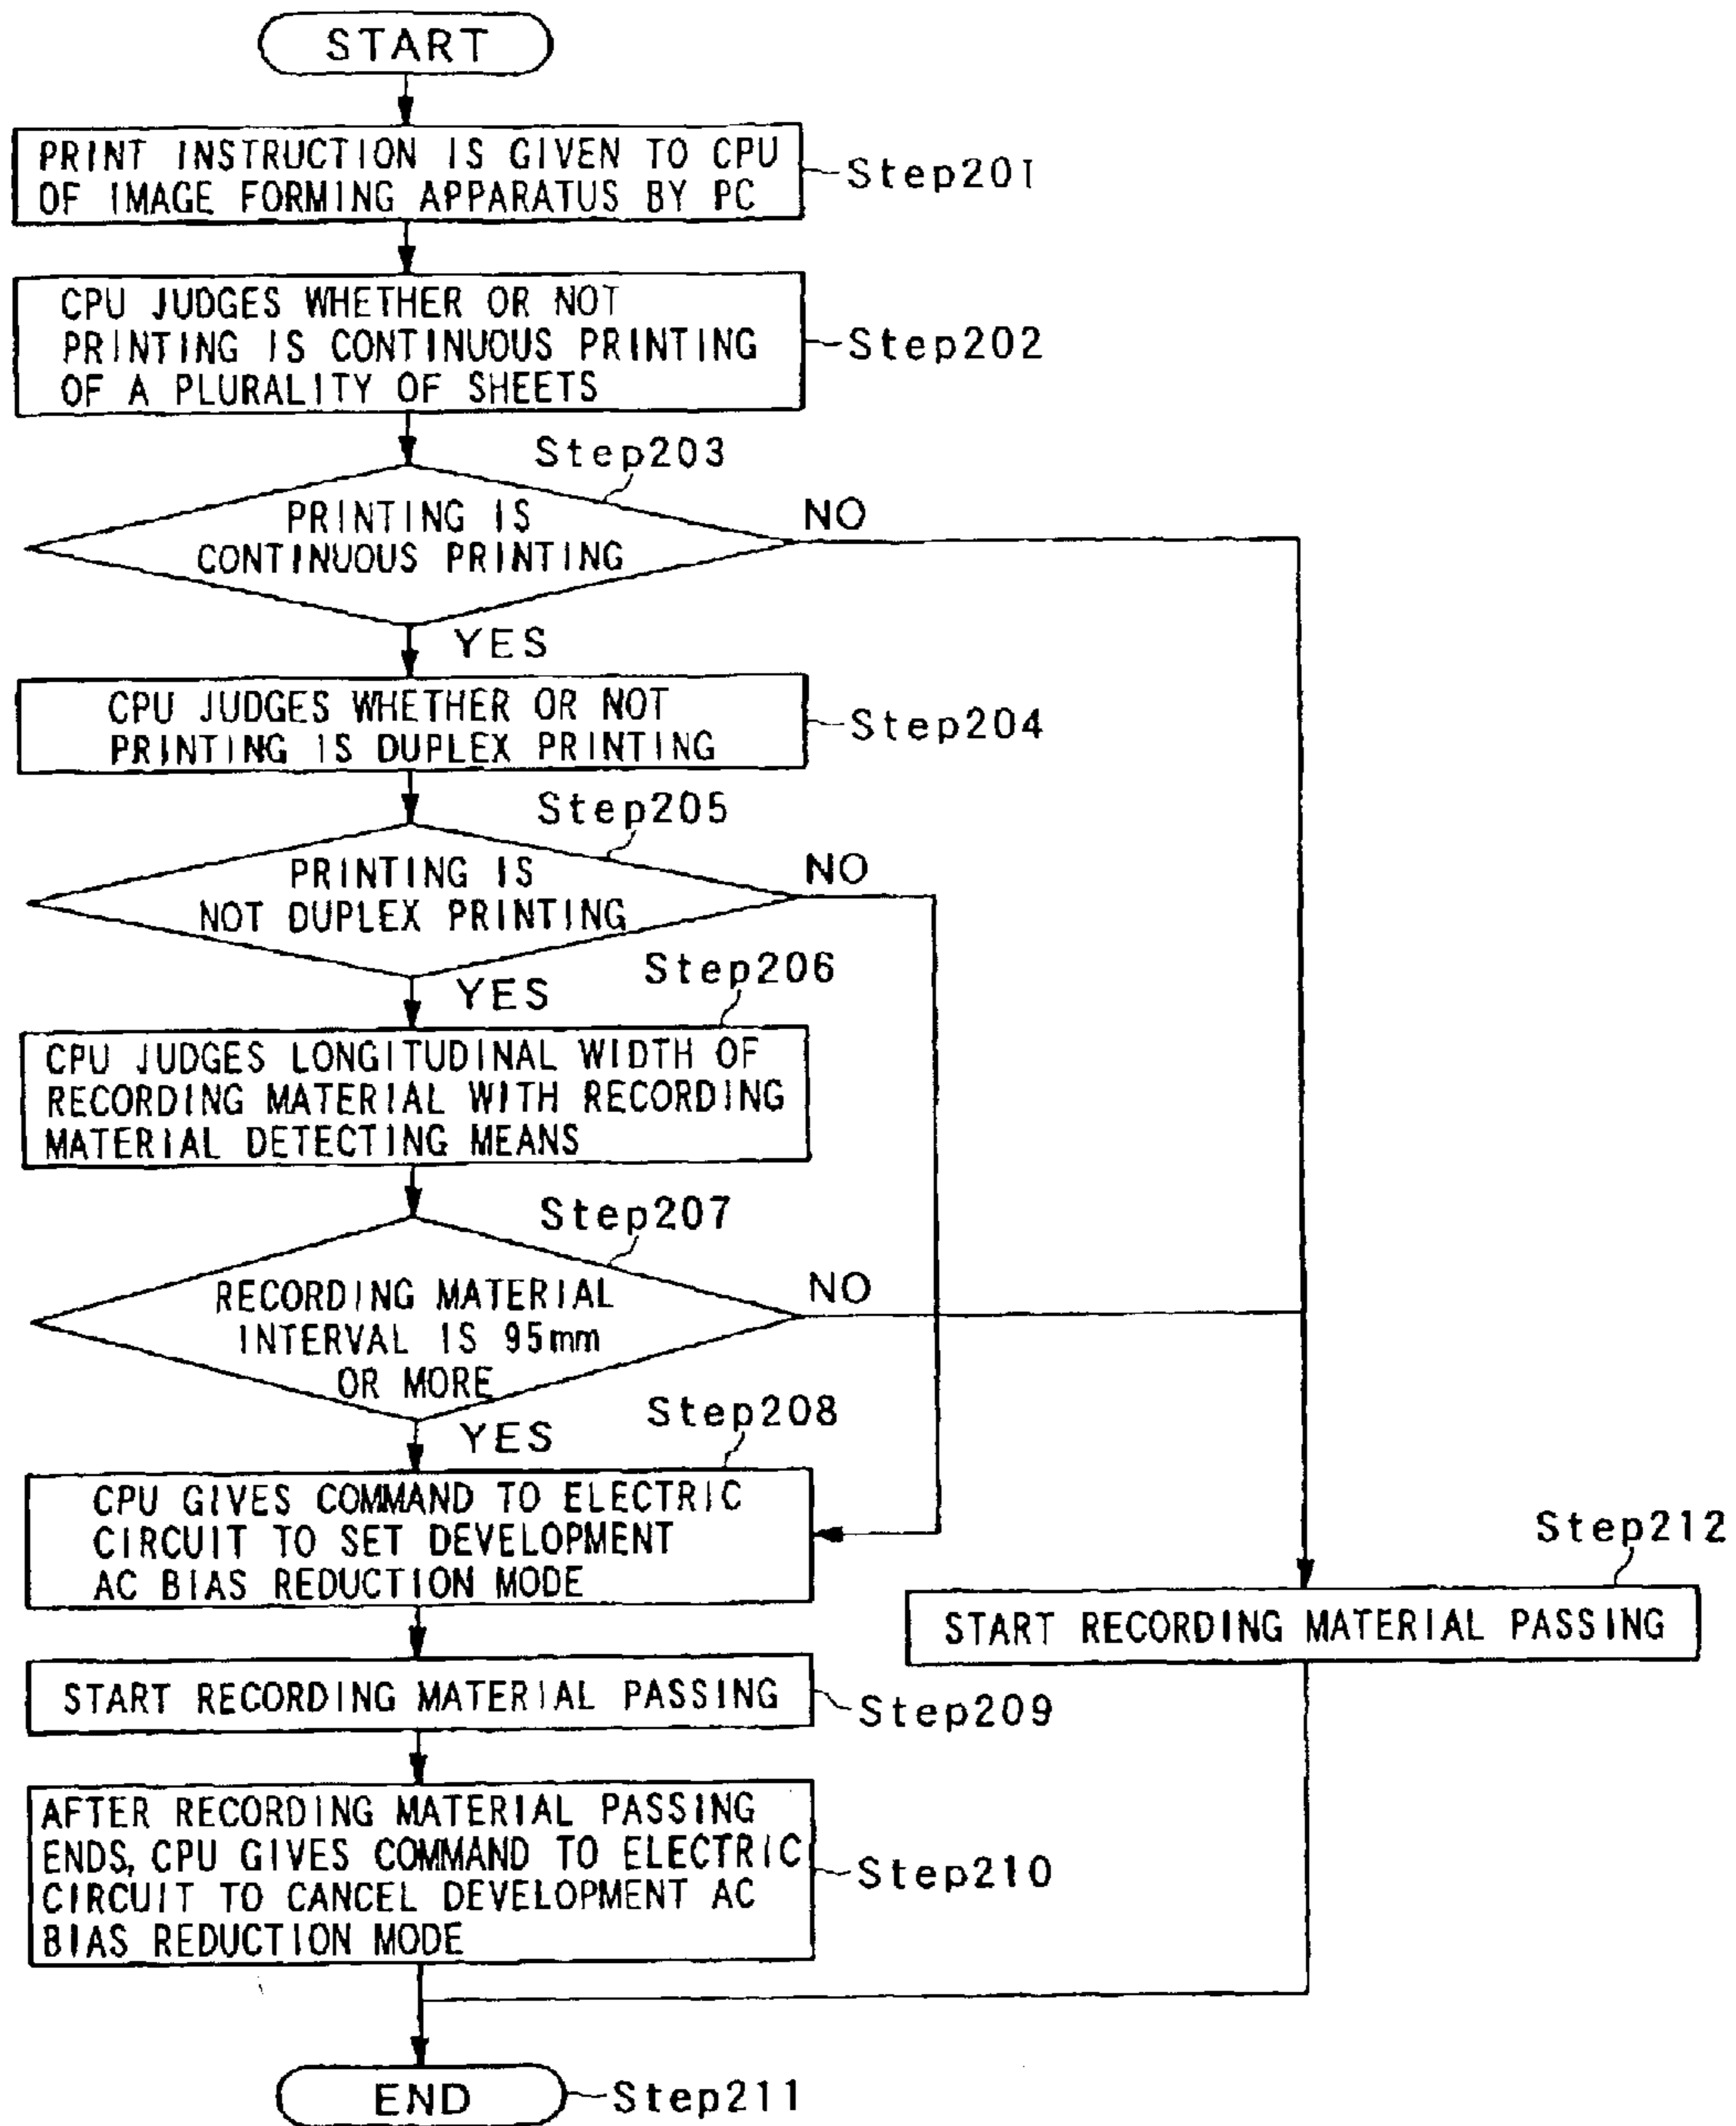 START
PRINT INSTRUCTION IS GIVEN TO CPU
OF IMAGE FORMING APPARATUS BY PC
Step201
CPU JUDGES WHETHER OR NOT
PRINTING IS CONTINUOUS PRINTING
OF A PLURALITY OF SHEETS
Step202
Step203
PRINTING IS
CONTINUOUS PRINTING
NO
YES
CPU JUDGES WHETHER OR NOT
PRINTING IS DUPLEX PRINTING
Step204
Step205
PRINTING IS
NOT DUPLEX PRINTING
NO
YES
Step206
CPU JUDGES LONGITUDINAL WIDTH OF
RECORDING MATERIAL WITH RECORDING
MATERIAL DETECTING MEANS
Step207
RECORDING MATERIAL
INTERVAL IS 95mm
OR MORE
NO
YES
Step208
CPU GIVES COMMAND TO ELECTRIC
CIRCUIT TO SET DEVELOPMENT
AC BIAS REDUCTION MODE
Step212
START RECORDING MATERIAL PASSING
START RECORDING MATERIAL PASSING
Step209
AFTER RECORDING MATERIAL PASSING
ENDS, CPU GIVES COMMAND TO ELECTRIC
CIRCUIT TO CANCEL DEVELOPMENT AC
BIAS REDUCTION MODE
Step210
END
Step211